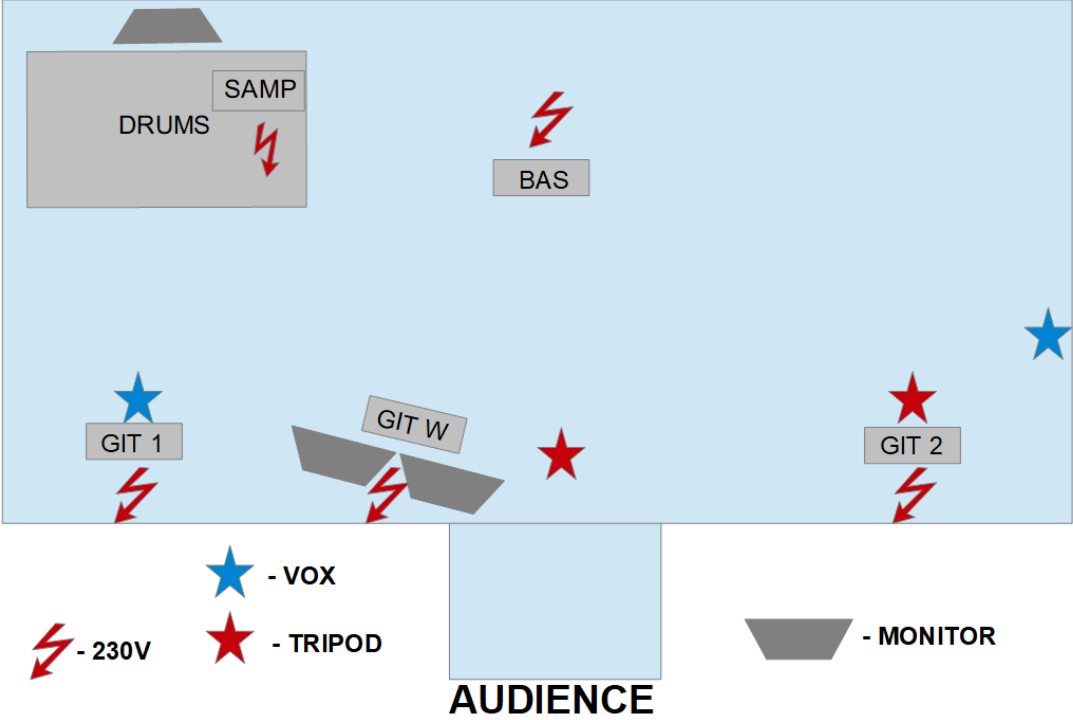 SAMP
DRUMS
BAS
GIT 1
GIT W
GIT 2
- VOX
- 230V
- TRIPOD
- MONITOR
AUDIENCE